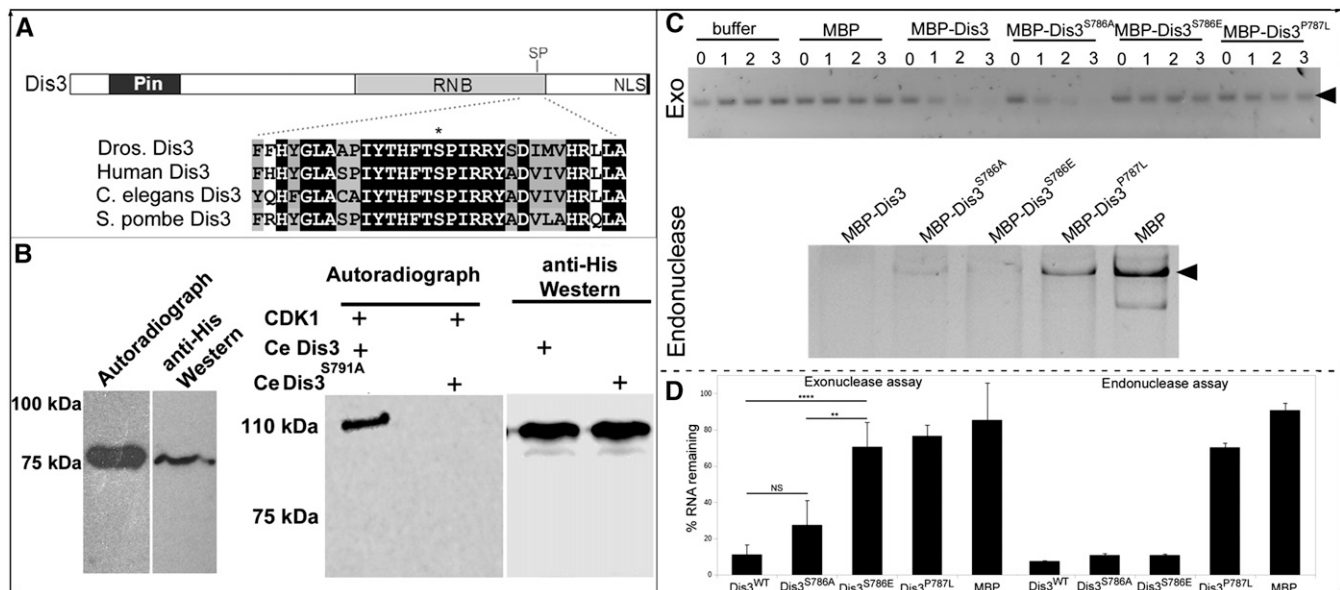 A
SP
Dis3 Pin RNB NLS
*
Dros. Dis3 FFHYGLAAPIYTHFTSPIRRYSDIMVHRLLA
Human Dis3 FHHYGLASPIYTHFTSPIRRYADVIVHRLLA
C. elegans Dis3 YQHFGLACAIYTHFTSPIRRYADVIVHRLLA
S. pombe Dis3 FRHYGLASPIYTHFTSPIRRYADVLAHRQLA
B
Autoradiograph
anti-His
Western
100 kDa
75 kDa
Autoradiograph
anti-His
Western
CDK1 + +
Ce Dis3 + +
Ce Dis3 S791A + +
110 kDa
75 kDa
C
buffer MBP MBP-Dis3 MBP-Dis3S786A MBP-Dis3S786E MBP-Dis3P787L
0 1 2 3 0 1 2 3 0 1 2 3 0 1 2 3 0 1 2 3 0 1 2 3
Exo
MBP-Dis3
MBP-Dis3S786A
MBP-Dis3S786E
MBP-Dis3P787L
MBP
Endonuclease
D
Exonuclease assay
Endonuclease assay
% RNA remaining
100
80
60
40
20
0
****
**
NS
Dis3WT Dis3S786A Dis3S786E Dis3P787L MBP Dis3WT Dis3S786A Dis3S786E Dis3P787L MBP